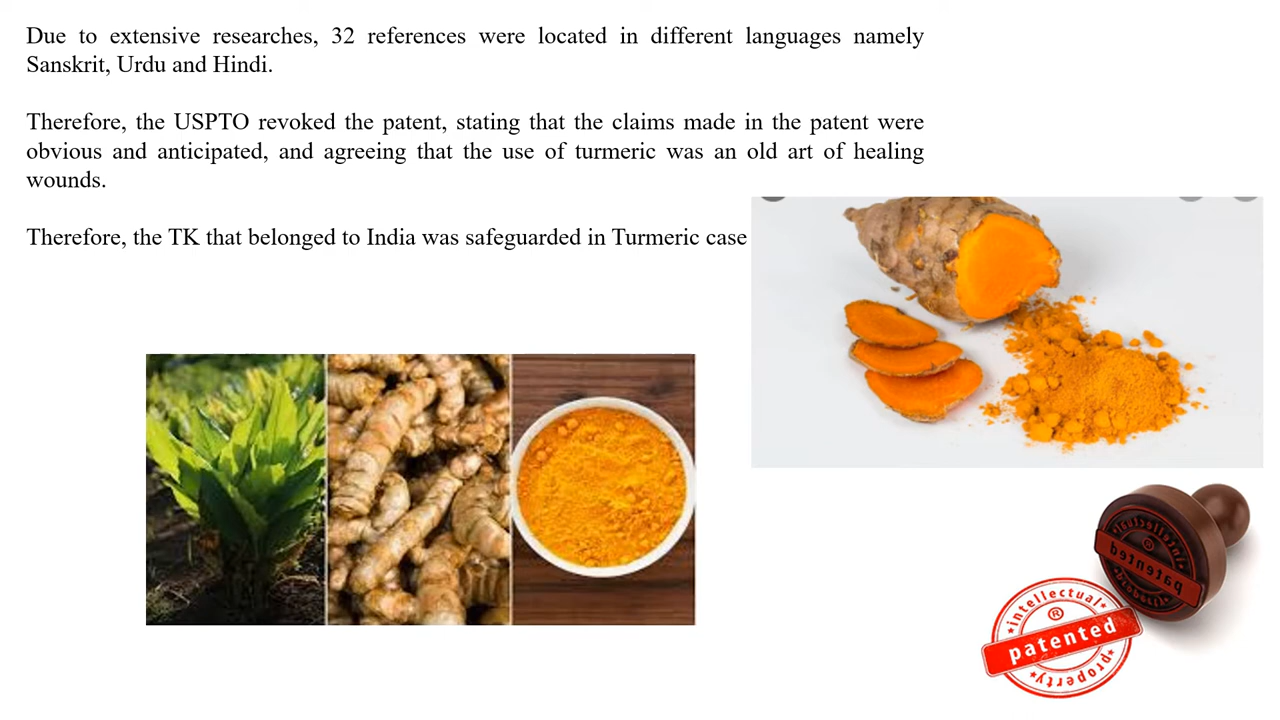 Due to extensive researches, 32 references were located in different languages namely
Sanskrit, Urdu and Hindi.
Therefore, the USPTO revoked the patent, stating that the claims made in the patent were
obvious and anticipated, and agreeing that the use of turmeric was an old art of healing
wounds.
Therefore, the TK that belonged to India was safeguarded in Turmeric case
intellectual
®
patented
property
patented